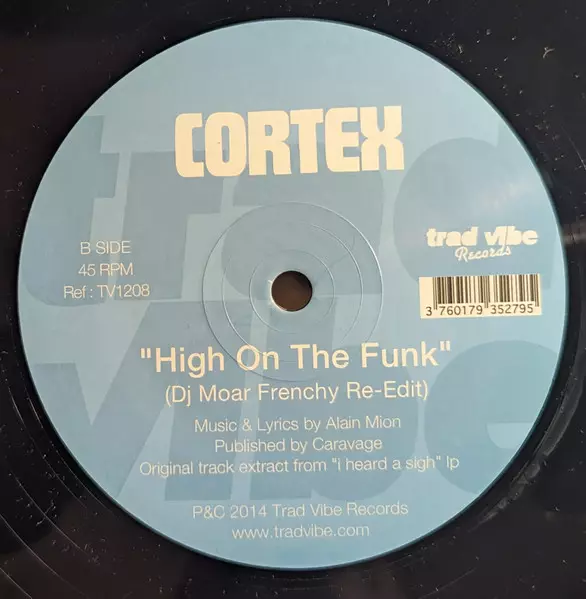 CORTEX
trad vibe
B SIDE
45 RPM
Ref : TV1208
trad vibe
Records
3 760179 352795
"High On The Funk"
(Dj Moar Frenchy Re-Edit)
Music & Lyrics by Alain Mion
Published by Caravage
Original track extract from "i heard a sigh" lp
P&C 2014 Trad Vibe Records
www.tradvibe.com